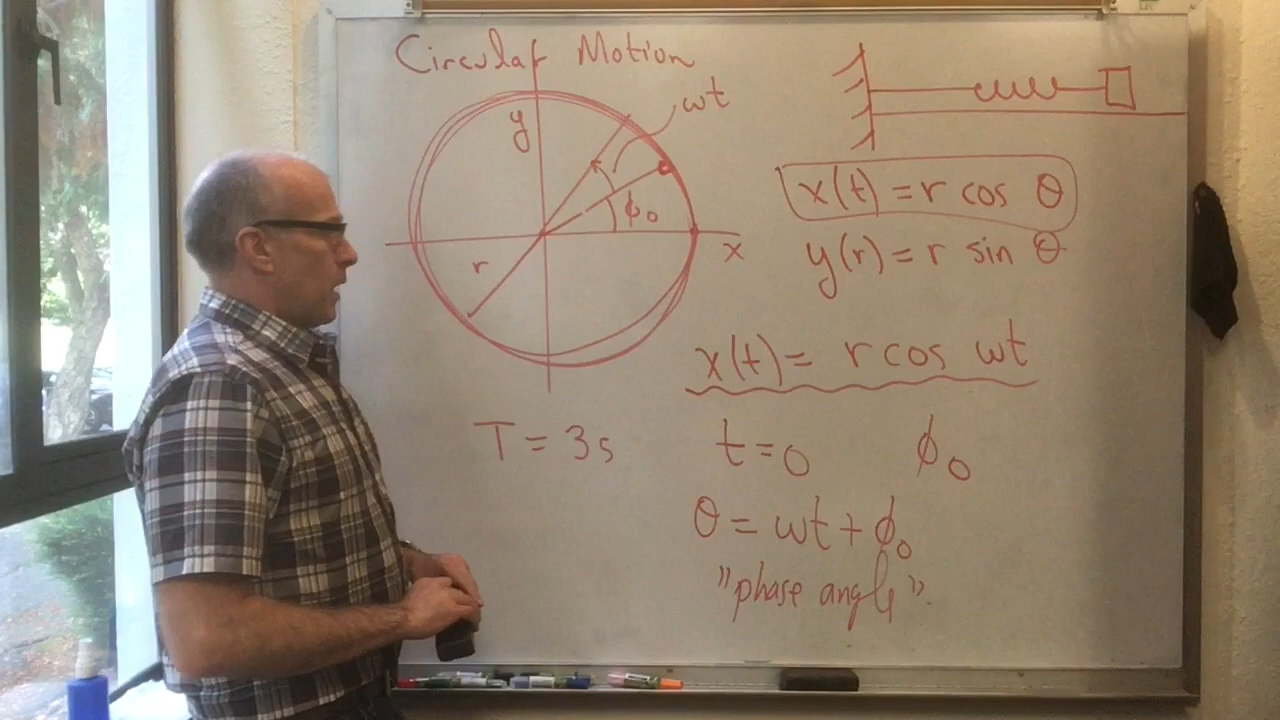 Circular Motion
y
ωt
ϕ₀
x
r
x(t) = r cos θ
y(r) = r sin θ
x(t) = r cos ωt
T = 3s
t = 0
ϕ₀
θ = ωt + ϕ₀
"phase angle"